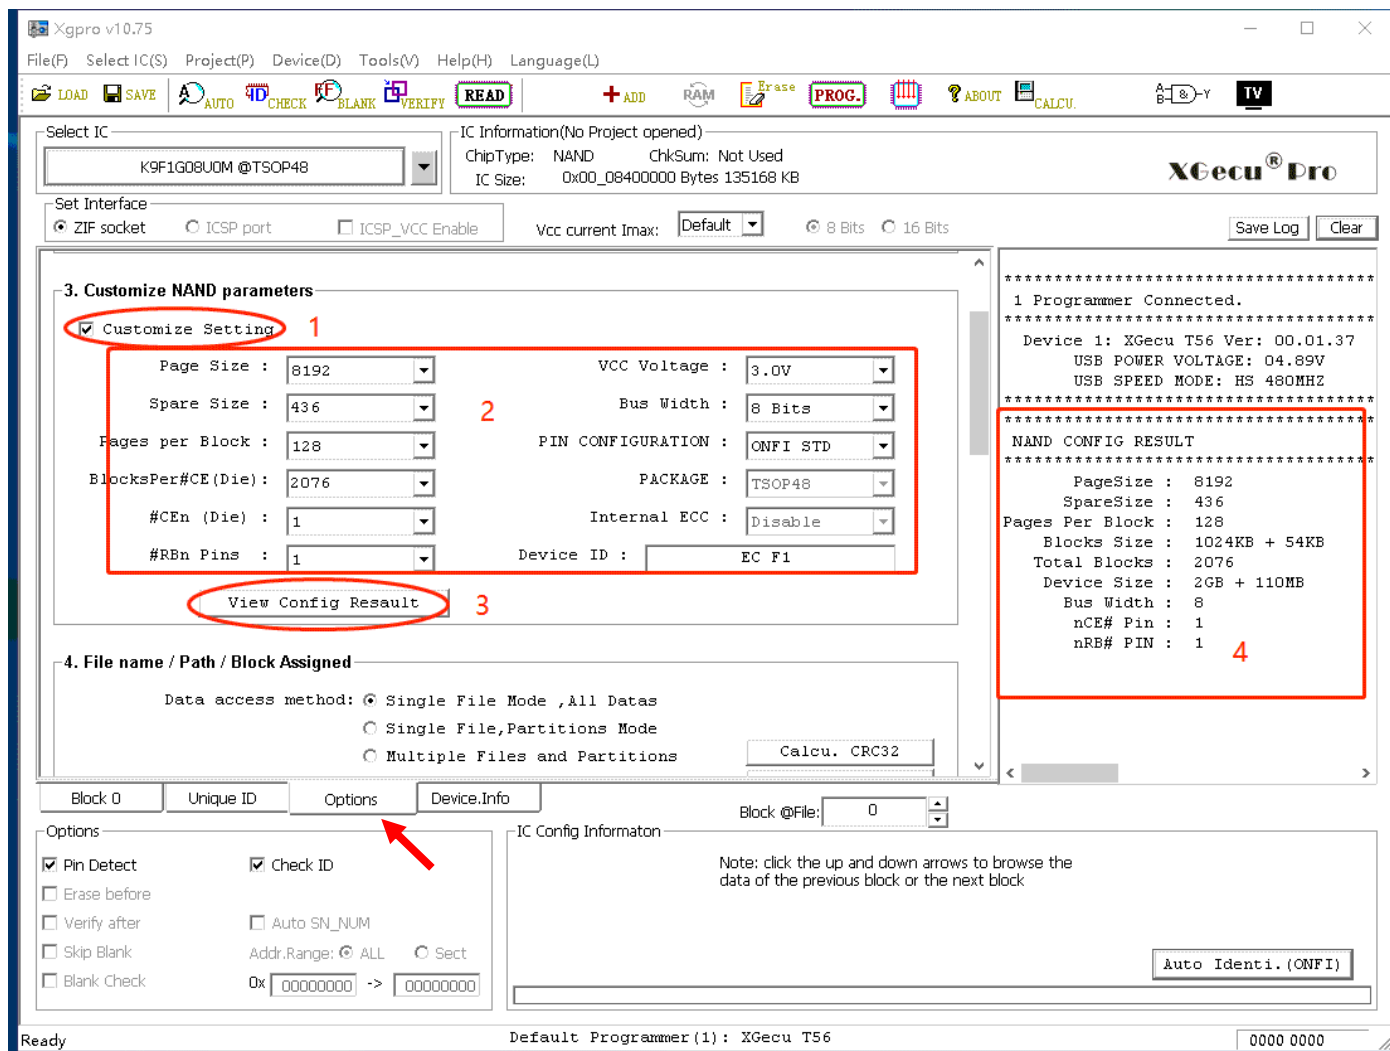 Xgpro v10.75
File(F) Select IC(S) Project(P) Device(D) Tools(V) Help(H) Language(L)
LOAD SAVE AUTO CHECK BLANK VERIFY READ ADD RAM Erase PROG. ABOUT CALCU. A B & Y TV
Select IC
K9F1G08U0M @TSOP48
IC Information(No Project opened)
ChipType: NAND ChkSum: Not Used
IC Size: 0x00_08400000 Bytes 135168 KB
XGecu® Pro
Set Interface
ZIF socket ICSP port ICSP_VCC Enable
Vcc current Imax: Default 8 Bits 16 Bits
Save Log Clear
3. Customize NAND parameters
Customize Setting 1
Page Size : 8192 VCC Voltage : 3.0V
Spare Size : 436 2 Bus Width : 8 Bits
Pages per Block : 128 PIN CONFIGURATION : ONFI STD
BlocksPer#CE(Die): 2076 PACKAGE : TSOP48
#CEn (Die) : 1 Internal ECC : Disable
#RBn Pins : 1 Device ID : EC F1
View Config Resault 3
4. File name / Path / Block Assigned
Data access method: Single File Mode ,All Datas
Single File,Partitions Mode
Multiple Files and Partitions Calcu. CRC32
*************************************
1 Programmer Connected.
*************************************
Device 1: XGecu T56 Ver: 00.01.37
USB POWER VOLTAGE: 04.89V
USB SPEED MODE: HS 480MHZ
*************************************
*************************************
NAND CONFIG RESULT
*************************************
PageSize : 8192
SpareSize : 436
Pages Per Block : 128
Blocks Size : 1024KB + 54KB
Total Blocks : 2076
Device Size : 2GB + 110MB
Bus Width : 8
nCE# Pin : 1
nRB# PIN : 1
4
Block 0 Unique ID Options Device.Info
Block @File: 0
Options
Pin Detect Check ID
Erase before
Verify after Auto SN_NUM
Skip Blank Addr.Range: ALL Sect
Blank Check 0x 00000000 -> 00000000
IC Config Informaton
Note: click the up and down arrows to browse the
data of the previous block or the next block
Auto Identi.(ONFI)
Ready Default Programmer(1): XGecu T56 0000 0000